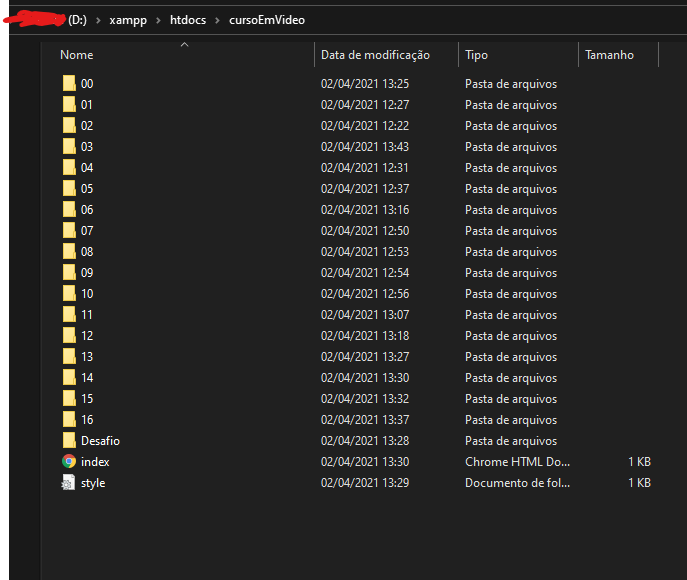 (D:) > xampp > htdocs > cursoEmVideo
Nome Data de modificação Tipo Tamanho
00 02/04/2021 13:25 Pasta de arquivos
01 02/04/2021 12:27 Pasta de arquivos
02 02/04/2021 12:22 Pasta de arquivos
03 02/04/2021 13:43 Pasta de arquivos
04 02/04/2021 12:31 Pasta de arquivos
05 02/04/2021 12:37 Pasta de arquivos
06 02/04/2021 13:16 Pasta de arquivos
07 02/04/2021 12:50 Pasta de arquivos
08 02/04/2021 12:53 Pasta de arquivos
09 02/04/2021 12:54 Pasta de arquivos
10 02/04/2021 12:56 Pasta de arquivos
11 02/04/2021 13:07 Pasta de arquivos
12 02/04/2021 13:18 Pasta de arquivos
13 02/04/2021 13:27 Pasta de arquivos
14 02/04/2021 13:30 Pasta de arquivos
15 02/04/2021 13:32 Pasta de arquivos
16 02/04/2021 13:37 Pasta de arquivos
Desafio 02/04/2021 13:28 Pasta de arquivos
index 02/04/2021 13:30 Chrome HTML Do... 1 KB
style 02/04/2021 13:29 Documento de fol... 1 KB